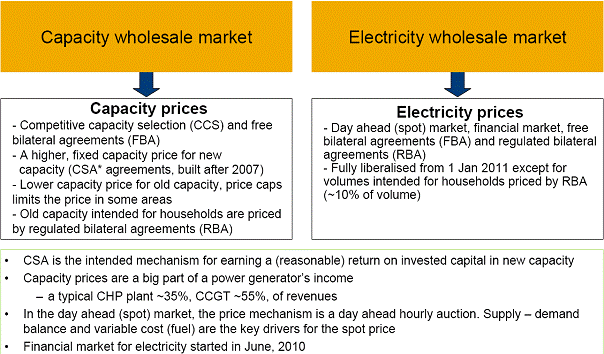 Capacity wholesale market
Electricity wholesale market
Capacity prices
- Competitive capacity selection (CCS) and free
bilateral agreements (FBA)
- A higher, fixed capacity price for new
capacity (CSA* agreements, built after 2007)
- Lower capacity price for old capacity, price caps
limits the price in some areas
- Old capacity intended for households are priced
by regulated bilateral agreements (RBA)
Electricity prices
- Day ahead (spot) market, financial market, free
bilateral agreements (FBA) and regulated bilateral
agreements (RBA)
- Fully liberalised from 1 Jan 2011 except for
volumes intended for households priced by RBA
(~10% of volume)
• CSA is the intended mechanism for earning a (reasonable) return on invested capital in new capacity
• Capacity prices are a big part of a power generator's income
– a typical CHP plant ~35%, CCGT ~55%, of revenues
• In the day ahead (spot) market, the price mechanism is a day ahead hourly auction. Supply – demand
balance and variable cost (fuel) are the key drivers for the spot price
• Financial market for electricity started in June, 2010